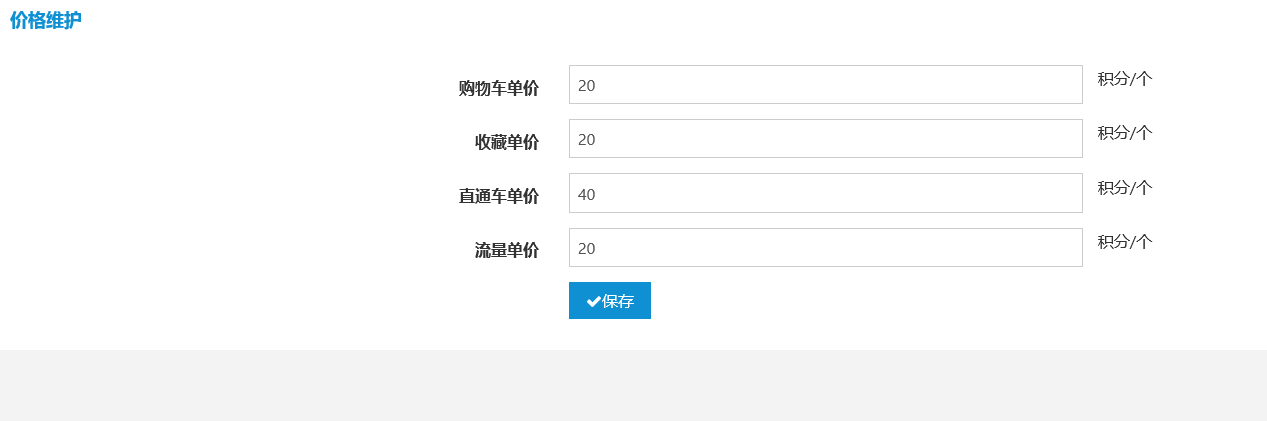 价格维护
购物车单价 20 积分/个
收藏单价 20 积分/个
直通车单价 40 积分/个
流量单价 20 积分/个
保存